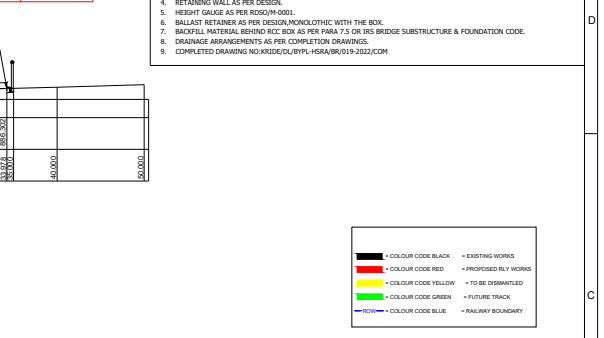 4. RETAINING WALL AS PER DESIGN.
5. HEIGHT GAUGE AS PER RDSO/M-0001.
6. BALLAST RETAINER AS PER DESIGN,MONOLOTHIC WITH THE BOX.
7. BACKFILL MATERIAL BEHIND RCC BOX AS PER PARA 7.5 OR IRS BRIDGE SUBSTRUCTURE & FOUNDATION CODE.
8. DRAINAGE ARRANGEMENTS AS PER COMPLETION DRAWINGS.
9. COMPLETED DRAWING NO:KRIDE/DL/BYPL-HSRA/BR/019-2022/COM
D
886.302
33.978
35.000
40.000
50.000
= COLOUR CODE BLACK = EXISTING WORKS
= COLOUR CODE RED = PROPOSED RLY WORKS
= COLOUR CODE YELLOW = TO BE DISMANTLED
= COLOUR CODE GREEN = FUTURE TRACK
ROW = COLOUR CODE BLUE = RAILWAY BOUNDARY
C